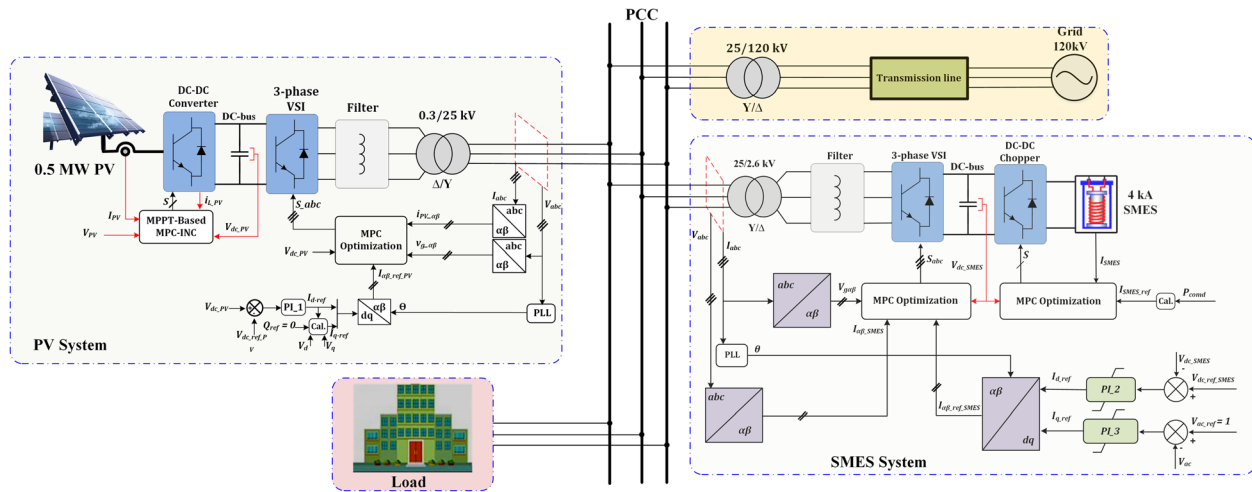 PCC
DC-DC
Converter
3-phase
VSI
Filter
0.3/25 kV
DC-bus
Δ/Y
0.5 MW PV
S
i_L_PV
I_PV
V_PV
V_dc_PV
MPPT-Based
MPC-INC
S_abc
V_dc_PV
MPC
Optimization
i_PV_αβ
v_g_αβ
I_abc
V_abc
abc
αβ
abc
αβ
I_αβ_ref_PV
V_dc_PV
PI_1
I_d-ref
V_dc_ref_P
V
Q_ref = 0
Cal.
I_q-ref
V_d
V_q
αβ
dq
Θ
PLL
PV System
Load
25/120 kV
Y/Δ
Transmission line
Grid
120kV
25/2.6 kV
Y/Δ
Filter
3-phase VSI
DC-bus
DC-DC
Chopper
4 kA
SMES
V_abc
I_abc
S_abc
V_dc_SMES
S
I_SMES
abc
αβ
V_gαβ
MPC Optimization
MPC Optimization
I_SMES_ref
Cal.
P_comd
I_αβ_SMES
PLL
θ
abc
αβ
I_αβ_ref_SMES
αβ
dq
I_d_ref
PI_2
V_dc_SMES
-
V_dc_ref_SMES
+
I_q_ref
PI_3
V_ac_ref = 1
+
-
V_ac
SMES System